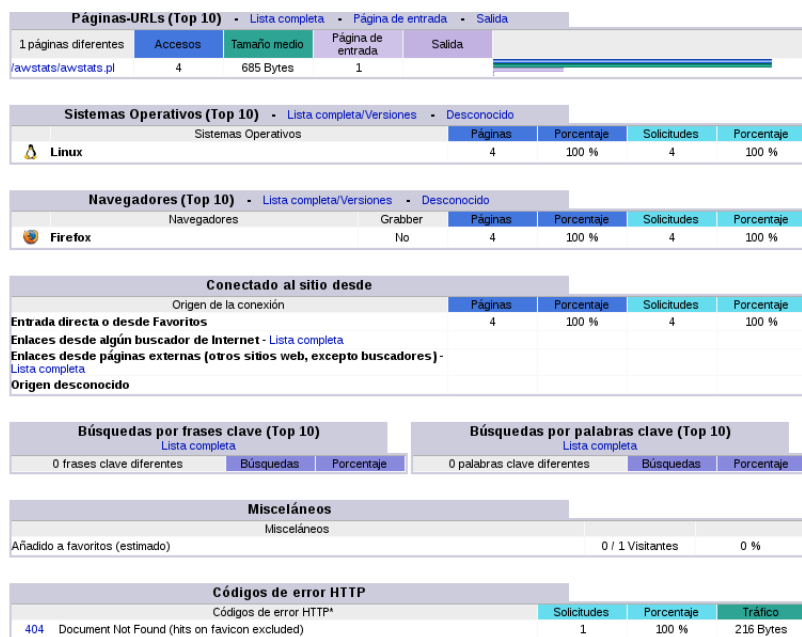 Páginas-URLs (Top 10) - Lista completa - Página de entrada - Salida
1 páginas diferentes Accesos Tamaño medio Página de entrada Salida
/awstats/awstats.pl 4 685 Bytes 1
Sistemas Operativos (Top 10) - Lista completa/Versiones - Desconocido
Sistemas Operativos Páginas Porcentaje Solicitudes Porcentaje
Linux 4 100 % 4 100 %
Navegadores (Top 10) - Lista completa/Versiones - Desconocido
Navegadores Grabber Páginas Porcentaje Solicitudes Porcentaje
Firefox No 4 100 % 4 100 %
Conectado al sitio desde
Origen de la conexión Páginas Porcentaje Solicitudes Porcentaje
Entrada directa o desde Favoritos 4 100 % 4 100 %
Enlaces desde algún buscador de Internet - Lista completa
Enlaces desde páginas externas (otros sitios web, excepto buscadores) -
Lista completa
Origen desconocido
Búsquedas por frases clave (Top 10)
Lista completa
0 frases clave diferentes Búsquedas Porcentaje
Búsquedas por palabras clave (Top 10)
Lista completa
0 palabras clave diferentes Búsquedas Porcentaje
Misceláneos
Misceláneos
Añadido a favoritos (estimado) 0 / 1 Visitantes 0 %
Códigos de error HTTP
Códigos de error HTTP* Solicitudes Porcentaje Tráfico
404 Document Not Found (hits on favicon excluded) 1 100 % 216 Bytes